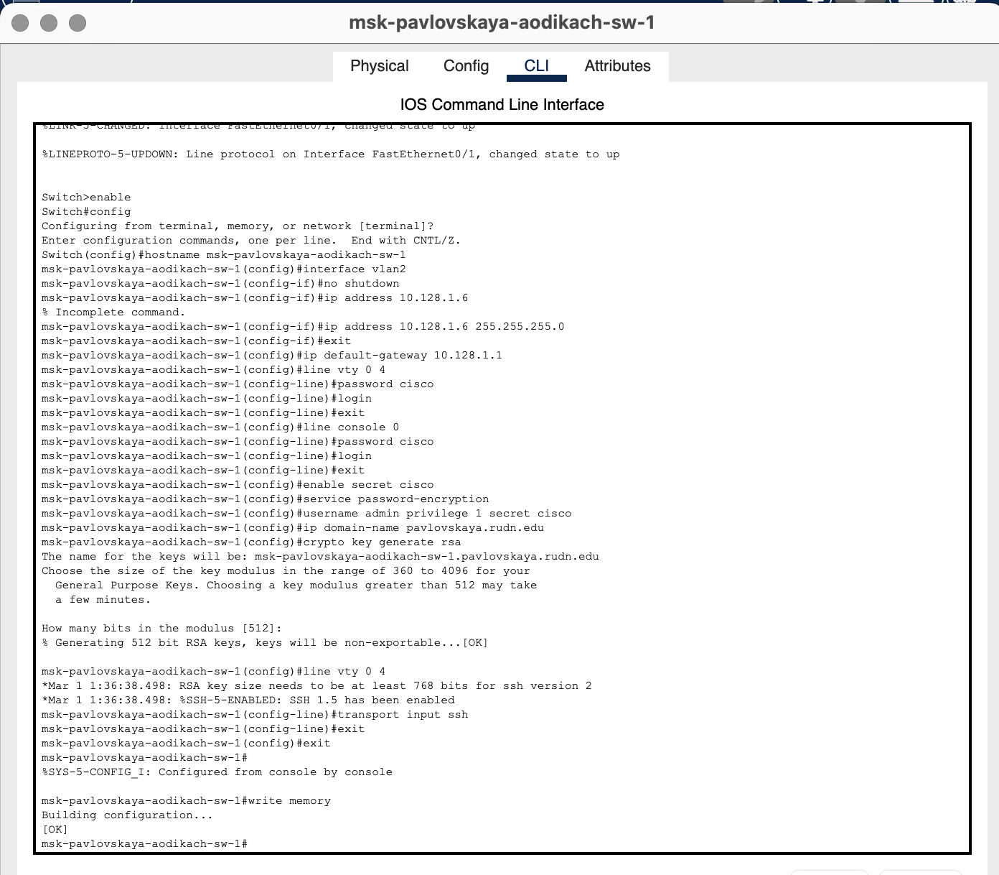 msk-pavlovskaya-aodikach-sw-1
Physical Config CLI Attributes
IOS Command Line Interface
%LINK-5-CHANGED: Interface FastEthernet0/1, changed state to up
%LINEPROTO-5-UPDOWN: Line protocol on Interface FastEthernet0/1, changed state to up
Switch>enable
Switch#config
Configuring from terminal, memory, or network [terminal]?
Enter configuration commands, one per line.  End with CNTL/Z.
Switch(config)#hostname msk-pavlovskaya-aodikach-sw-1
msk-pavlovskaya-aodikach-sw-1(config)#interface vlan2
msk-pavlovskaya-aodikach-sw-1(config-if)#no shutdown
msk-pavlovskaya-aodikach-sw-1(config-if)#ip address 10.128.1.6
% Incomplete command.
msk-pavlovskaya-aodikach-sw-1(config-if)#ip address 10.128.1.6 255.255.255.0
msk-pavlovskaya-aodikach-sw-1(config-if)#exit
msk-pavlovskaya-aodikach-sw-1(config)#ip default-gateway 10.128.1.1
msk-pavlovskaya-aodikach-sw-1(config)#line vty 0 4
msk-pavlovskaya-aodikach-sw-1(config-line)#password cisco
msk-pavlovskaya-aodikach-sw-1(config-line)#login
msk-pavlovskaya-aodikach-sw-1(config-line)#exit
msk-pavlovskaya-aodikach-sw-1(config)#line console 0
msk-pavlovskaya-aodikach-sw-1(config-line)#password cisco
msk-pavlovskaya-aodikach-sw-1(config-line)#login
msk-pavlovskaya-aodikach-sw-1(config-line)#exit
msk-pavlovskaya-aodikach-sw-1(config)#enable secret cisco
msk-pavlovskaya-aodikach-sw-1(config)#service password-encryption
msk-pavlovskaya-aodikach-sw-1(config)#username admin privilege 1 secret cisco
msk-pavlovskaya-aodikach-sw-1(config)#ip domain-name pavlovskaya.rudn.edu
msk-pavlovskaya-aodikach-sw-1(config)#crypto key generate rsa
The name for the keys will be: msk-pavlovskaya-aodikach-sw-1.pavlovskaya.rudn.edu
Choose the size of the key modulus in the range of 360 to 4096 for your
  General Purpose Keys. Choosing a key modulus greater than 512 may take
  a few minutes.
How many bits in the modulus [512]:
% Generating 512 bit RSA keys, keys will be non-exportable...[OK]
msk-pavlovskaya-aodikach-sw-1(config)#line vty 0 4
*Mar 1 1:36:38.498: RSA key size needs to be at least 768 bits for ssh version 2
*Mar 1 1:36:38.498: %SSH-5-ENABLED: SSH 1.5 has been enabled
msk-pavlovskaya-aodikach-sw-1(config-line)#transport input ssh
msk-pavlovskaya-aodikach-sw-1(config-line)#exit
msk-pavlovskaya-aodikach-sw-1(config)#exit
msk-pavlovskaya-aodikach-sw-1#
%SYS-5-CONFIG_I: Configured from console by console
msk-pavlovskaya-aodikach-sw-1#write memory
Building configuration...
[OK]
msk-pavlovskaya-aodikach-sw-1#